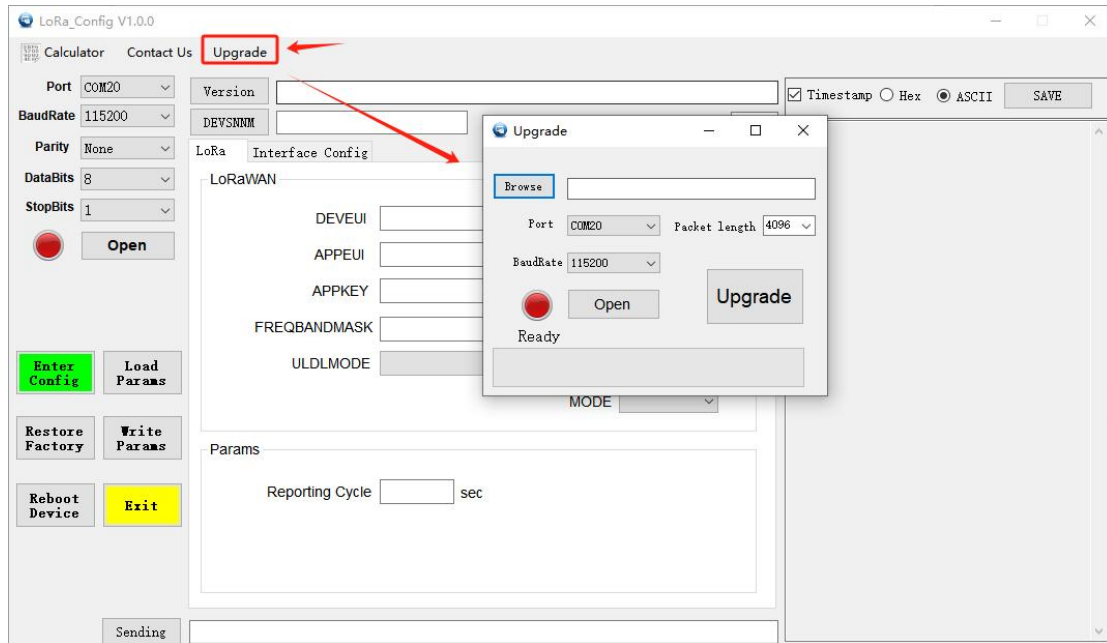 LoRa_Config V1.0.0
Calculator Contact Us Upgrade
Port COM20
BaudRate 115200
Parity None
DataBits 8
StopBits 1
Open
Enter Config
Load Params
Restore Factory
Write Params
Reboot Device
Exit
Version
DEVSNNM
LoRa Interface Config
LoRaWAN
DEVEUI
APPEUI
APPKEY
FREQBANDMASK
ULDLMODE
MODE
Params
Reporting Cycle sec
Sending
Upgrade
Browse
Port COM20 Packet length 4096
BaudRate 115200
Open Upgrade
Ready
Timestamp Hex ASCII SAVE